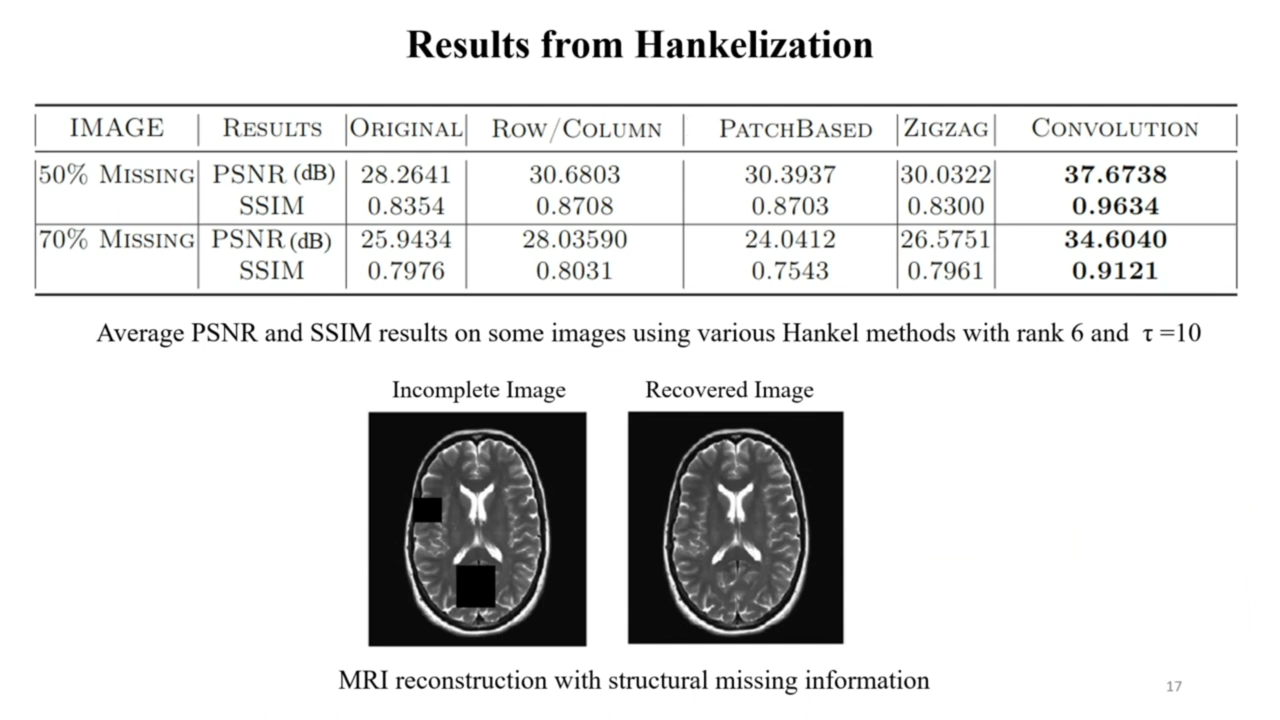 Results from Hankelization
IMAGE RESULTS ORIGINAL ROW/COLUMN PATCHBASED ZIGZAG CONVOLUTION
50% MISSING PSNR (dB) 28.2641 30.6803 30.3937 30.0322 37.6738
SSIM 0.8354 0.8708 0.8703 0.8300 0.9634
70% MISSING PSNR (dB) 25.9434 28.03590 24.0412 26.5751 34.6040
SSIM 0.7976 0.8031 0.7543 0.7961 0.9121
Average PSNR and SSIM results on some images using various Hankel methods with rank 6 and τ =10
Incomplete Image Recovered Image
MRI reconstruction with structural missing information
17